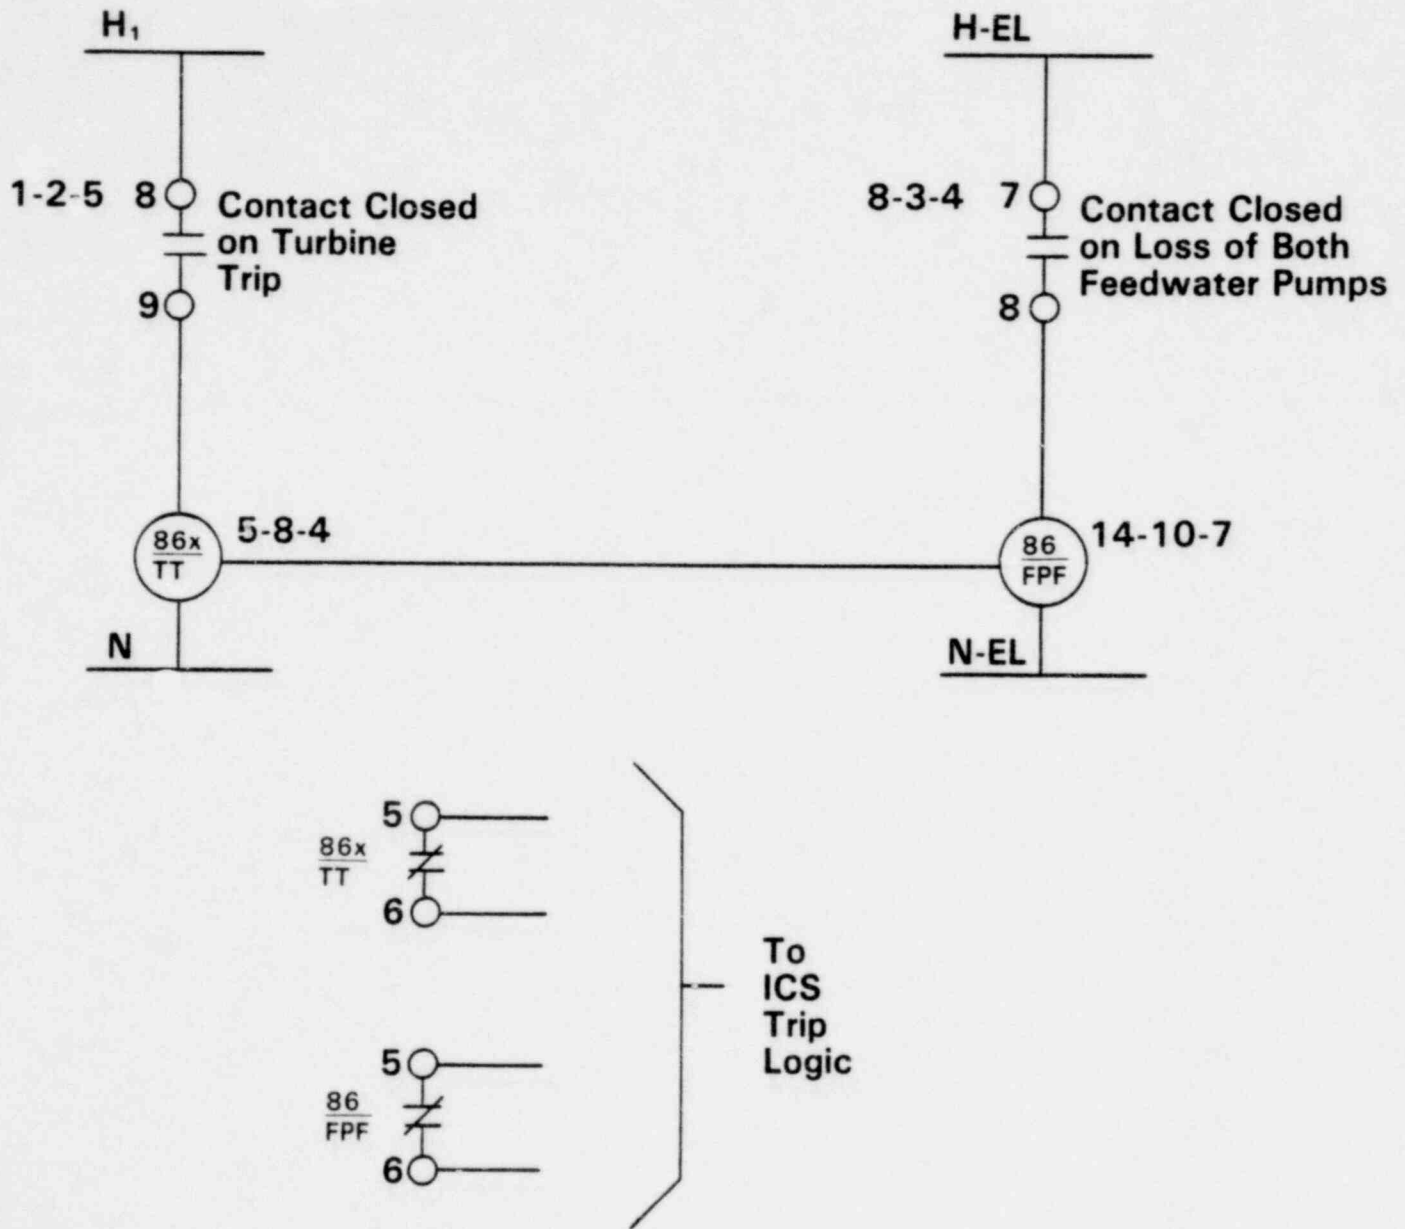 H₁
H-EL
1-2-5 8
Contact Closed
on Turbine
Trip
9
8-3-4 7
Contact Closed
on Loss of Both
Feedwater Pumps
8
86x
TT
5-8-4
86
FPF
14-10-7
N
N-EL
5
86x
TT
6
5
86
FPF
6
To
ICS
Trip
Logic